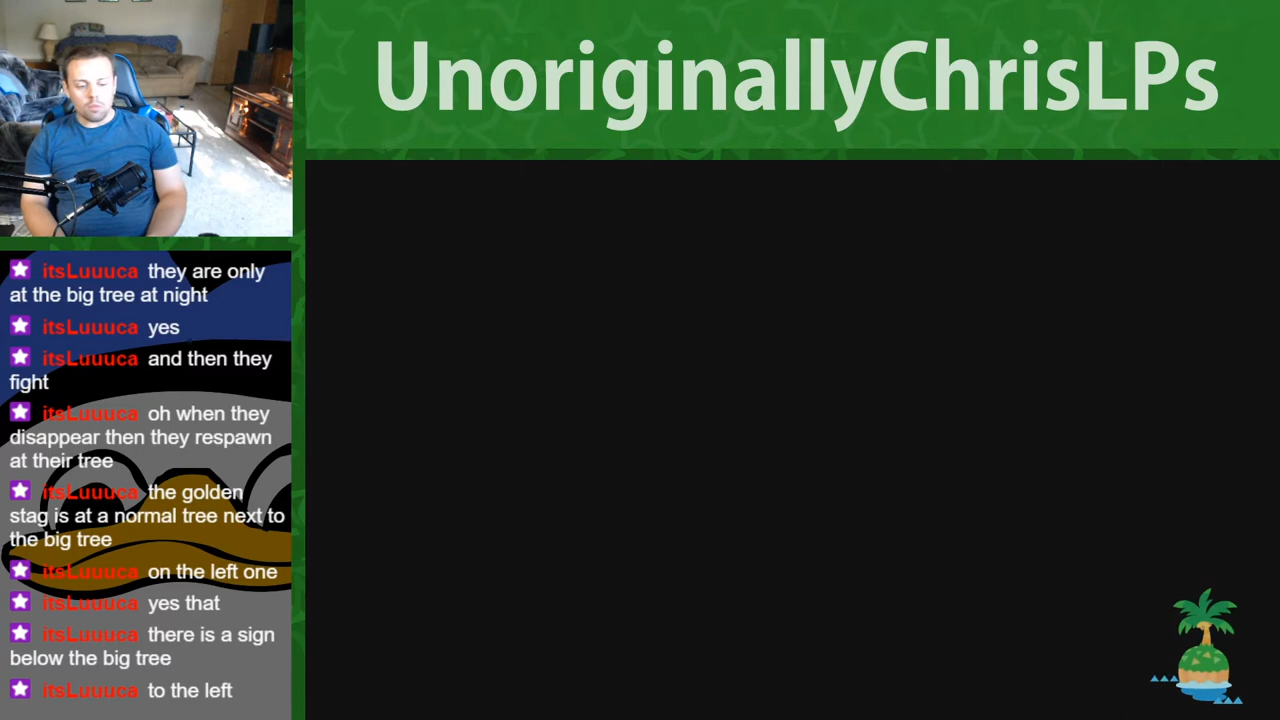 UnoriginallyChrisLPs
itsLuuuca they are only
at the big tree at night
itsLuuuca yes
itsLuuuca and then they
fight
itsLuuuca oh when they
disappear then they respawn
at their tree
itsLuuuca the golden
stag is at a normal tree next to
the big tree
itsLuuuca on the left one
itsLuuuca yes that
itsLuuuca there is a sign
below the big tree
itsLuuuca to the left